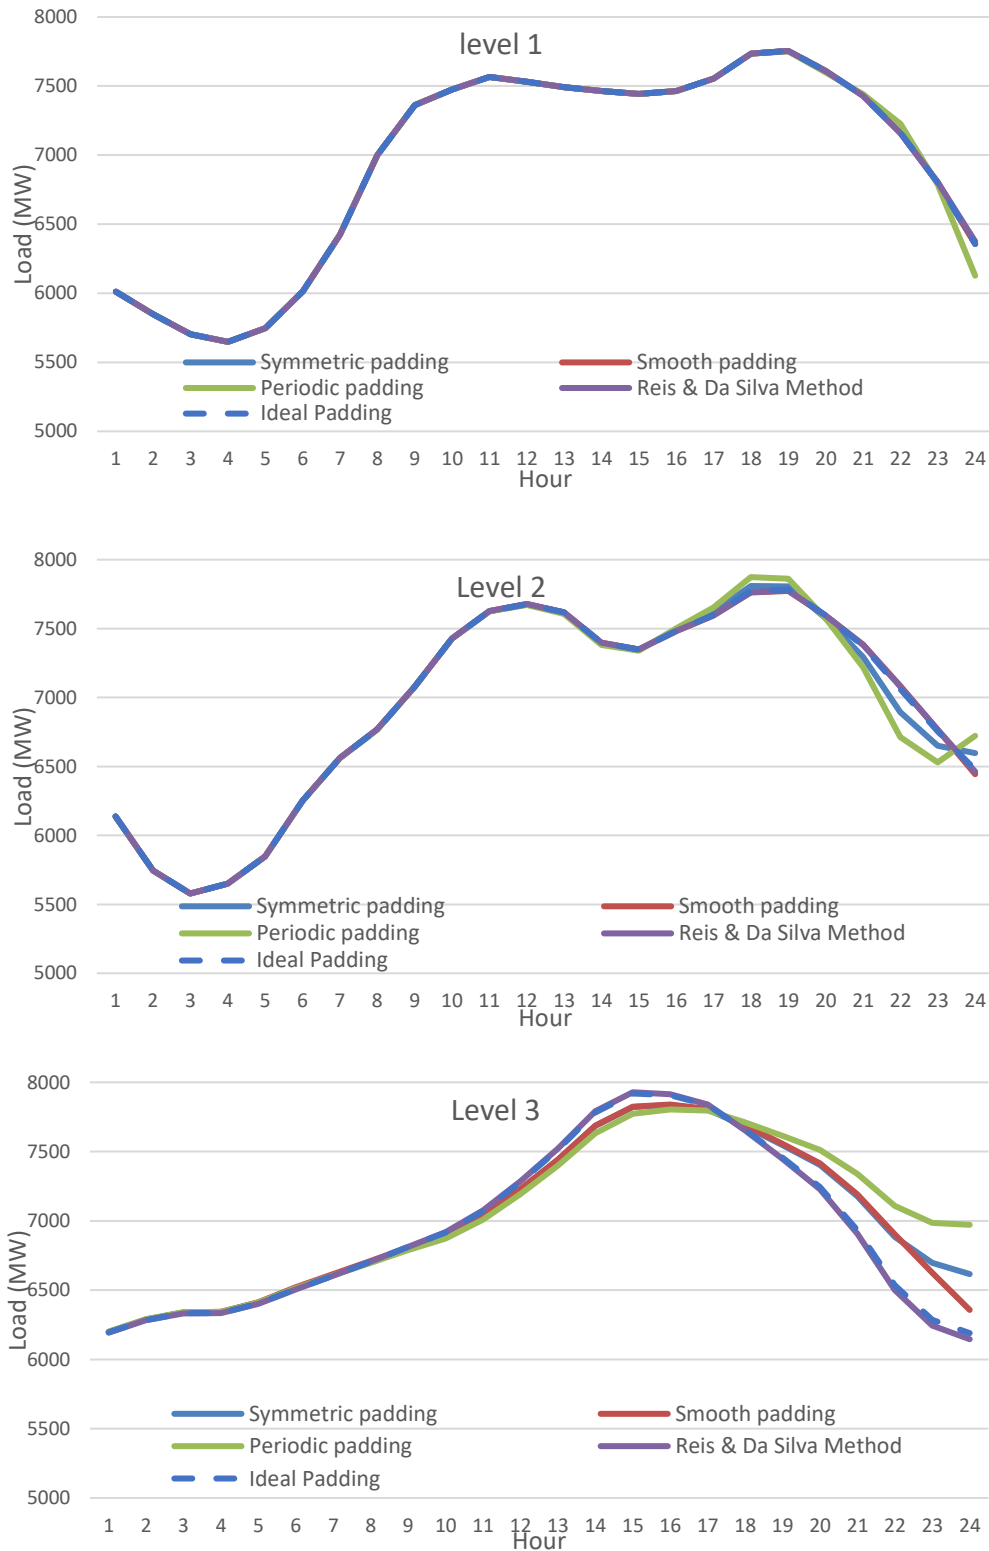 level 1
8000
7500
7000
6500
6000
5500
5000
Load (MW)
Symmetric padding Smooth padding
Periodic padding Reis & Da Silva Method
Ideal Padding
1 2 3 4 5 6 7 8 9 10 11 12 13 14 15 16 17 18 19 20 21 22 23 24
Hour
Level 2
8000
7500
7000
6500
6000
5500
5000
Load (MW)
Symmetric padding Smooth padding
Periodic padding Reis & Da Silva Method
Ideal Padding
1 2 3 4 5 6 7 8 9 10 11 12 13 14 15 16 17 18 19 20 21 22 23 24
Hour
Level 3
8000
7500
7000
6500
6000
5500
5000
Load (MW)
Symmetric padding Smooth padding
Periodic padding Reis & Da Silva Method
Ideal Padding
1 2 3 4 5 6 7 8 9 10 11 12 13 14 15 16 17 18 19 20 21 22 23 24
Hour